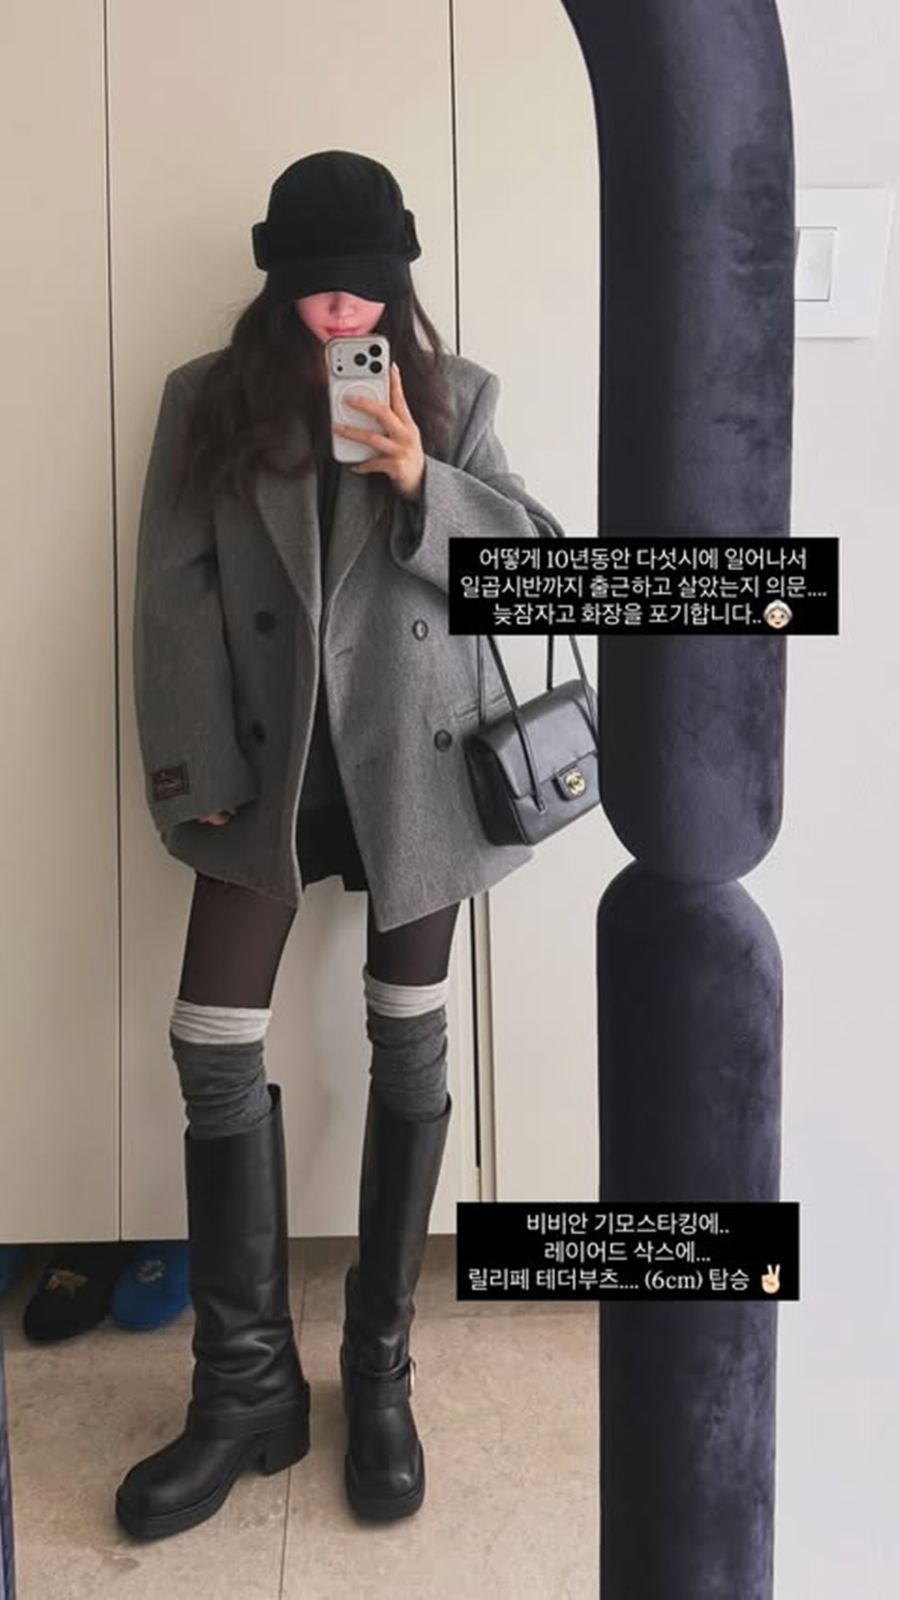 어떻게 10년동안 다섯시에 일어나서
일곱시반까지 출근하고 살았는지 의문....
늦잠자고 화장을 포기합니다..👵🏻
비비안 기모스타킹에..
레이어드 삭스에...
릴리페 테더부츠.... (6cm) 탑승 ✌🏻